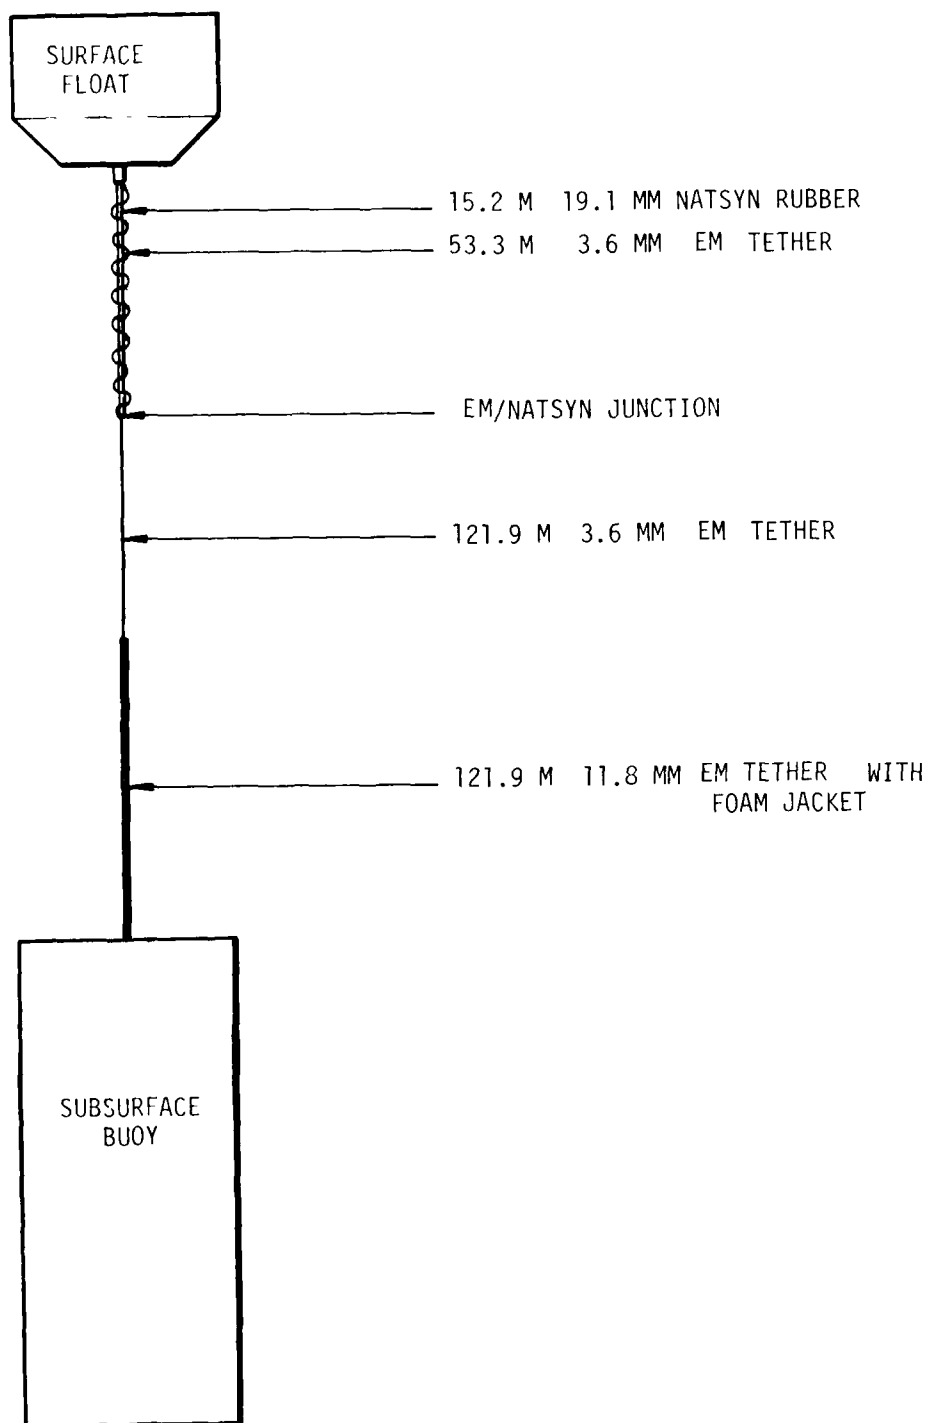 SURFACE
FLOAT
15.2 M 19.1 MM NATSYN RUBBER
53.3 M 3.6 MM EM TETHER
EM/NATSYN JUNCTION
121.9 M 3.6 MM EM TETHER
121.9 M 11.8 MM EM TETHER WITH
FOAM JACKET
SUBSURFACE
BUOY